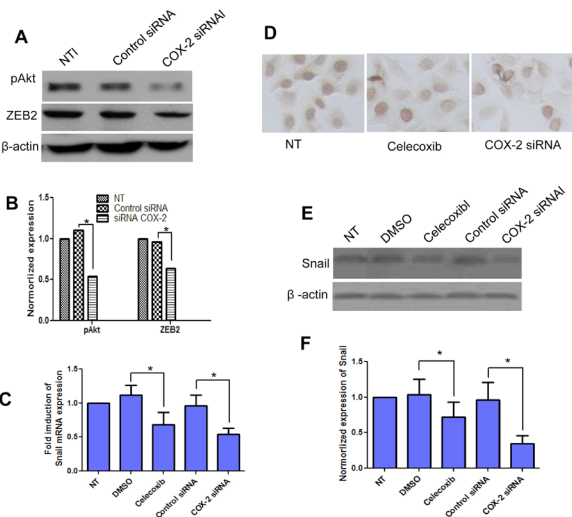 A
NTI
Control siRNA
COX-2 siRNAI
pAkt
ZEB2
β-actin
B
NT
Control siRNA
siRNA COX-2
Normorlized expression
1.5
1.0
0.5
0.0
*
*
pAkt
ZEB2
C
Fold imduction of
Snail mRNA expression
1.5
1.0
0.5
0.0
*
*
NT
DMSO
Celecoxib
Control siRNA
COX-2 siRNA
D
NT
Celecoxib
COX-2 siRNA
E
NT
DMSO
Celecoxibl
Control siRNA
COX-2 siRNAI
Snail
β -actin
F
Normorlized expression of Snail
2.0
1.5
1.0
0.5
0.0
*
*
NT
DMSO
Celecoxib
Control siRNA
COX-2 siRNA